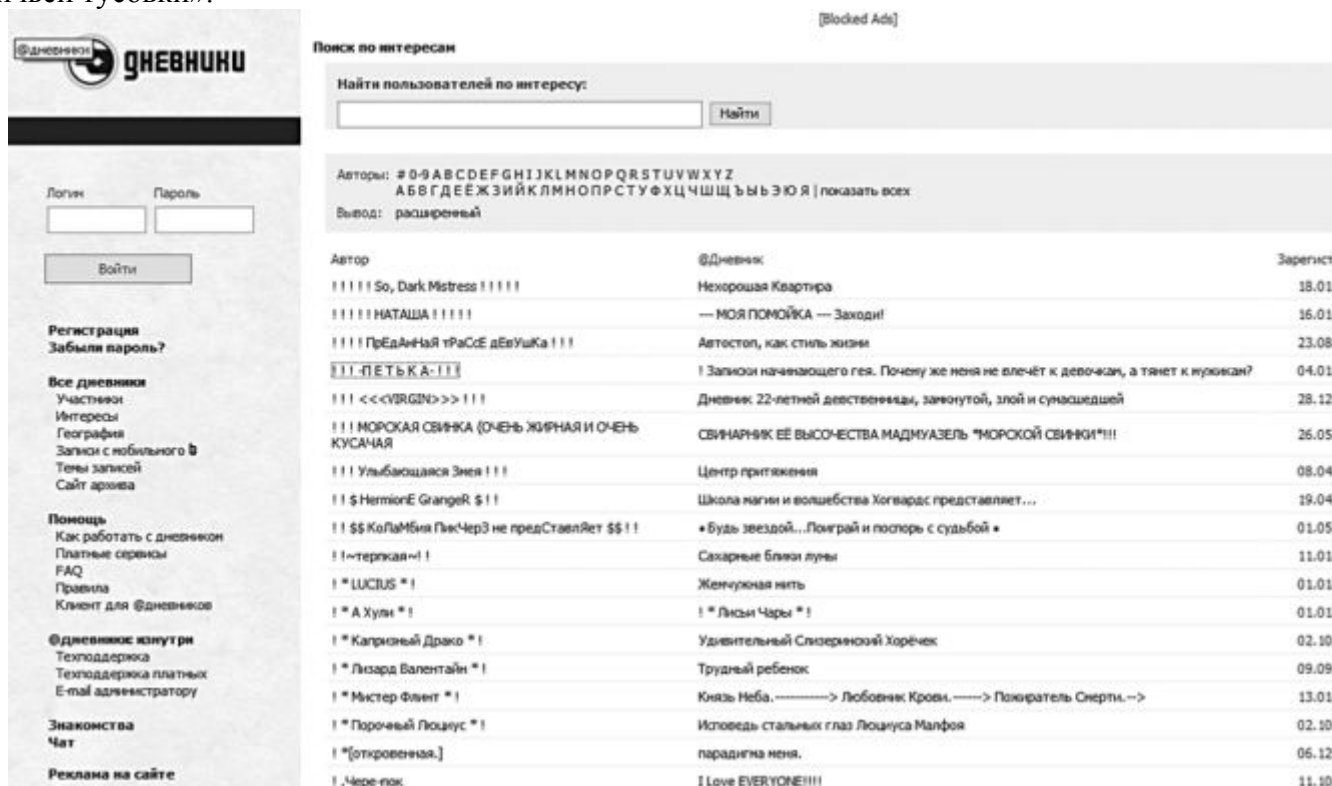 тусовки».
[Blocked Ads]
@дневники
дневники
Поиск по интересам
Найти пользователей по интересу:
Найти
Авторы: # 0-9 A B C D E F G H I J K L M N O P Q R S T U V W X Y Z
А Б В Г Д Е Ё Ж З И Й К Л М Н О П Р С Т У Ф Х Ц Ч Ш Щ Ъ Ы Ь Э Ю Я | показать всех
Вывод: расширенный
Логин Пароль
Войти
Регистрация
Забыли пароль?
Все дневники
Участники
Интересы
География
Записи с мобильного
Темы записей
Сайт архива
Помощь
Как работать с дневником
Платные сервисы
FAQ
Правила
Клиент для @дневников
@дневники изнутри
Техподдержка
Техподдержка платных
E-mail администратору
Знакомства
Чат
Реклама на сайте
Автор @Дневник Зарегист
! ! ! ! ! So, Dark Mistress ! ! ! ! ! Нехорошая Квартира 18.01
! ! ! ! ! НАТАША ! ! ! ! ! --- МОЯ ПОМОЙКА --- Заходи! 16.01
! ! ! ! ПрЕдАнНаЯ тРаСсЕ дЕвУшКа ! ! ! Автостоп, как стиль жизни 23.08
! ! ! -П Е Т Ь К А- ! ! ! ! Записки начинающего гея. Почему же меня не влечёт к девочкам, а тянет к мужикам? 04.01
! ! ! <<<VIRGIN>>> ! ! ! Дневник 22-летней девственницы, замкнутой, злой и сумасшедшей 28.12
! ! ! МОРСКАЯ СВИНКА (ОЧЕНЬ ЖИРНАЯ И ОЧЕНЬ
КУСАЧАЯ СВИНАРНИК ЕЁ ВЫСОЧЕСТВА МАДМУАЗЕЛЬ "МОРСКОЙ СВИНКИ"!!! 26.05
! ! ! Улыбающаяся Змея ! ! ! Центр притяжения 08.04
! ! $ HermionE GrangeR $ ! ! Школа магии и волшебства Хогвардс представляет... 19.04
! ! $$ КоЛаМбия ПикЧерЗ не предСтавлЯет $$ ! ! • Будь звездой...Поиграй и поспорь с судьбой • 01.05
! !~терпкая~! ! Сахарные блики луны 11.01
! * LUCIUS * ! Жемчужная нить 01.01
! * А Хули * ! ! * Лисьи Чары * ! 01.01
! * Капризный Драко * ! Удивительный Слизеринский Хорёчек 02.10
! * Лизард Валентайн * ! Трудный ребенок 09.09
! * Мистер Флинт * ! Князь Неба.-----------> Любовник Крови.------> Пожиратель Смерти.--> 13.01
! * Порочный Люциус * ! Исповедь стальных глаз Люциуса Малфоя 02.10
! *[откровенная.] парадигма меня. 06.12
! .Чере-пок I Love EVERYONE!!!! 11.10